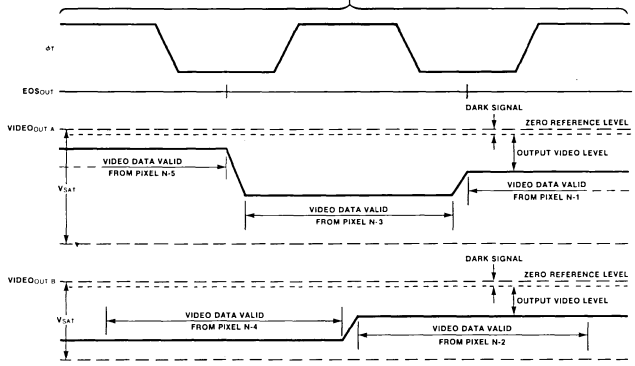 ϕT
EOSOUT
DARK SIGNAL
ZERO REFERENCE LEVEL
VIDEOOUT A
OUTPUT VIDEO LEVEL
VIDEO DATA VALID
FROM PIXEL N-5
VSAT
VIDEO DATA VALID
FROM PIXEL N-1
VIDEO DATA VALID
FROM PIXEL N-3
DARK SIGNAL
ZERO REFERENCE LEVEL
VIDEOOUT B
OUTPUT VIDEO LEVEL
VSAT
VIDEO DATA VALID
FROM PIXEL N-4
VIDEO DATA VALID
FROM PIXEL N-2